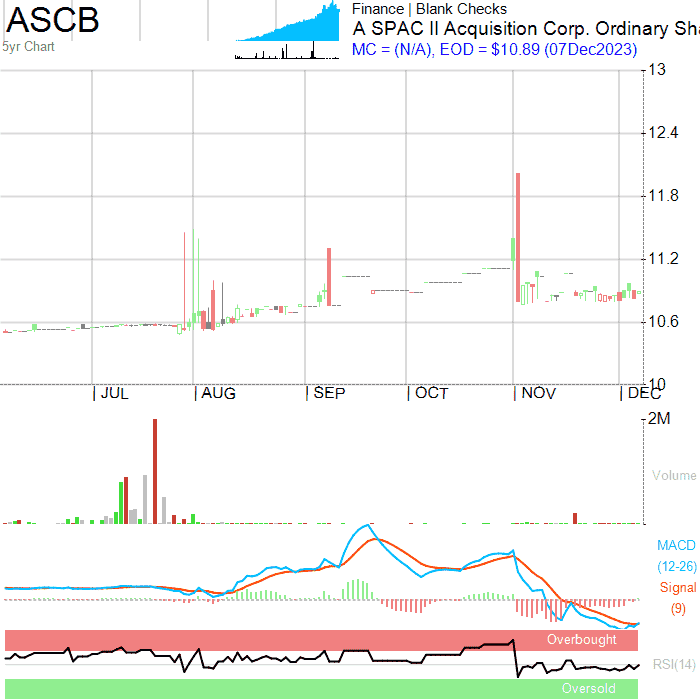 ASCB
5yr Chart
Finance | Blank Checks
A SPAC II Acquisition Corp. Ordinary Sha
MC = (N/A), EOD = $10.89 (07Dec2023)
13
12.4
11.8
11.2
10.6
10
JUL AUG SEP OCT NOV DEC
2M
Volume
MACD
(12-26)
Signal
(9)
Overbought
RSI(14)
Oversold